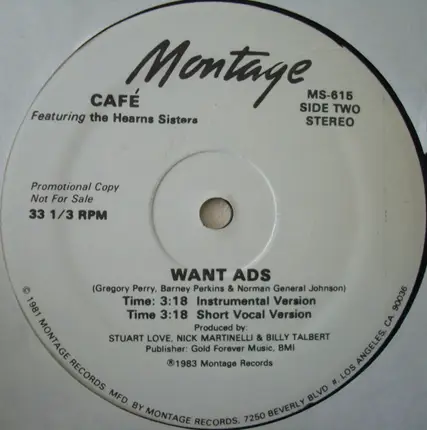 Montage
CAFÉ
Featuring the Hearns Sisters
MS-615
SIDE TWO
STEREO
Promotional Copy
Not For Sale
33 1/3 RPM
WANT ADS
(Gregory Perry, Barney Perkins & Norman General Johnson)
Time: 3:18 Instrumental Version
Time 3:18 Short Vocal Version
Produced by:
STUART LOVE, NICK MARTINELLI & BILLY TALBERT
Publisher: Gold Forever Music, BMI
℗1983 Montage Records
© 1981 MONTAGE RECORDS. MFD. BY MONTAGE RECORDS, 7250 BEVERLY BLVD #, LOS ANGELES, CA 90036